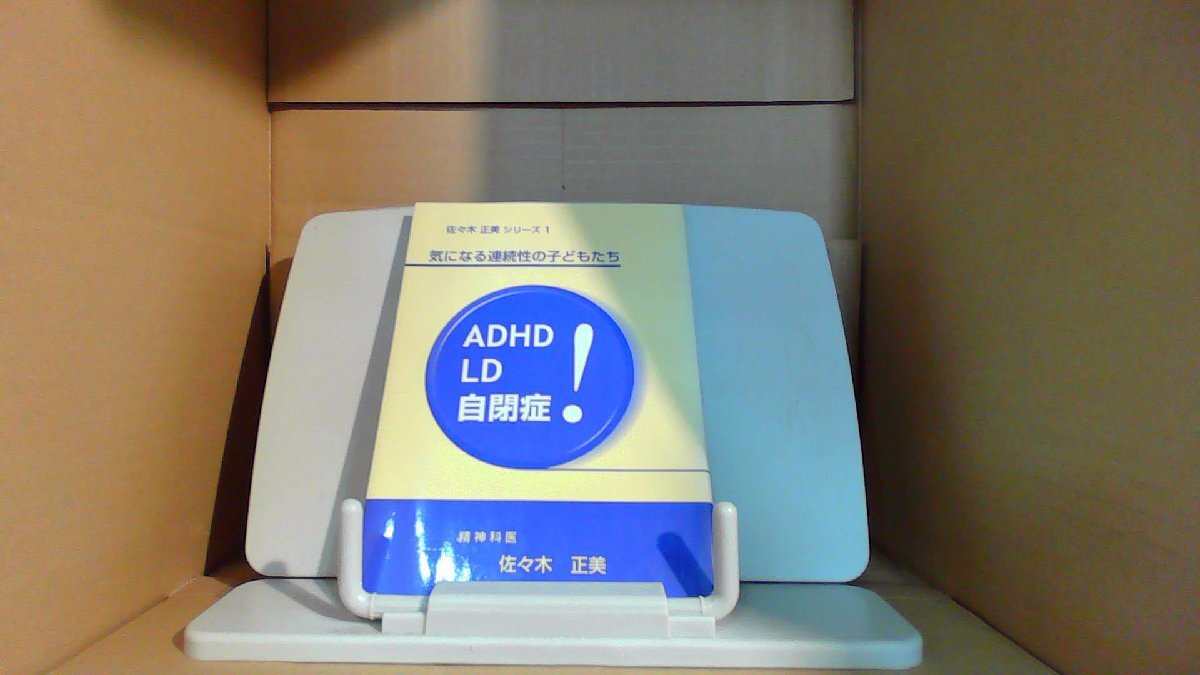 佐々木 正美 シリーズ 1
気になる連続性の子どもたち
ADHD
LD
自閉症
!
精神科医
佐々木 正美